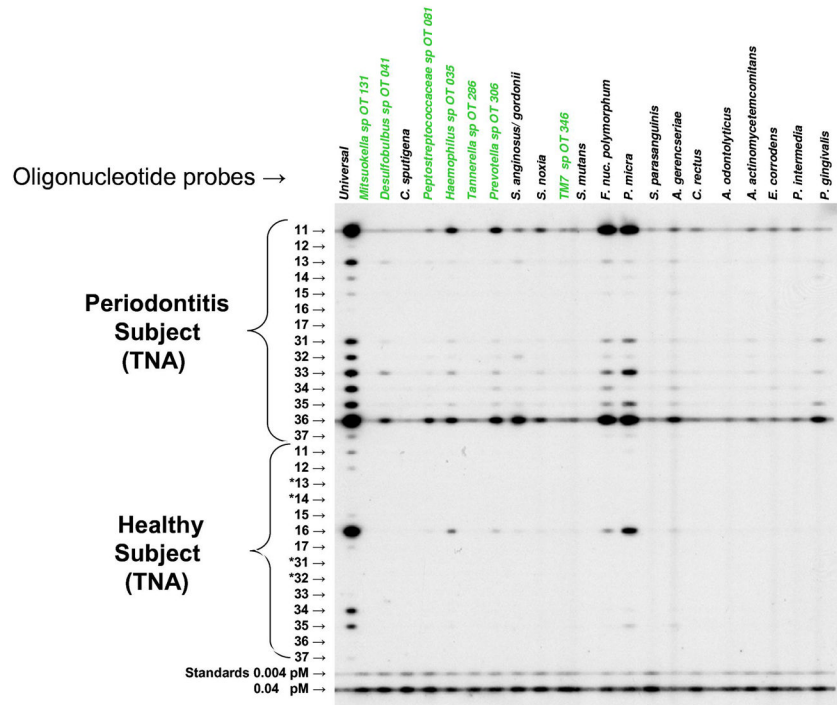 Universal
Mitsuokella sp OT 131
Desulfobulbus sp OT 041
C. sputigena
Peptostreptococcaceae sp OT 081
Haemophilus sp OT 035
Tannerella sp OT 286
Prevotella sp OT 306
S. anginosus/ gordonii
S. noxia
TM7 sp OT 346
S. mutans
F. nuc. polymorphum
P. micra
S. parasanguinis
A. gerencseriae
C. rectus
A. odontolyticus
A. actinomycetemcomitans
E. corrodens
P. intermedia
P. gingivalis
Oligonucleotide probes →
Periodontitis
Subject
(TNA)
11 →
12 →
13 →
14 →
15 →
16 →
17 →
31 →
32 →
33 →
34 →
35 →
36 →
37 →
Healthy
Subject
(TNA)
11 →
12 →
*13 →
*14 →
15 →
16 →
17 →
*31 →
*32 →
33 →
34 →
35 →
36 →
37 →
Standards 0.004 pM →
0.04 pM →